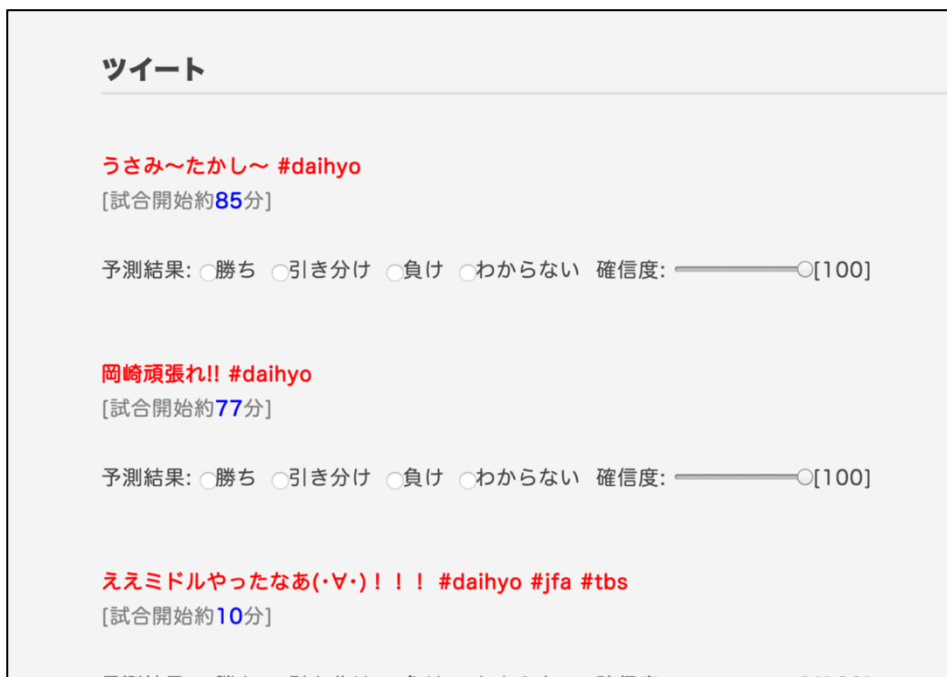 ツイート
うさみ〜たかし〜 #daihyo
[試合開始約85分]
予測結果: 勝ち 引き分け 負け わからない 確信度: [100]
岡崎頑張れ!! #daihyo
[試合開始約77分]
予測結果: 勝ち 引き分け 負け わからない 確信度: [100]
ええミドルやったなあ(･∀･)！！！ #daihyo #jfa #tbs
[試合開始約10分]